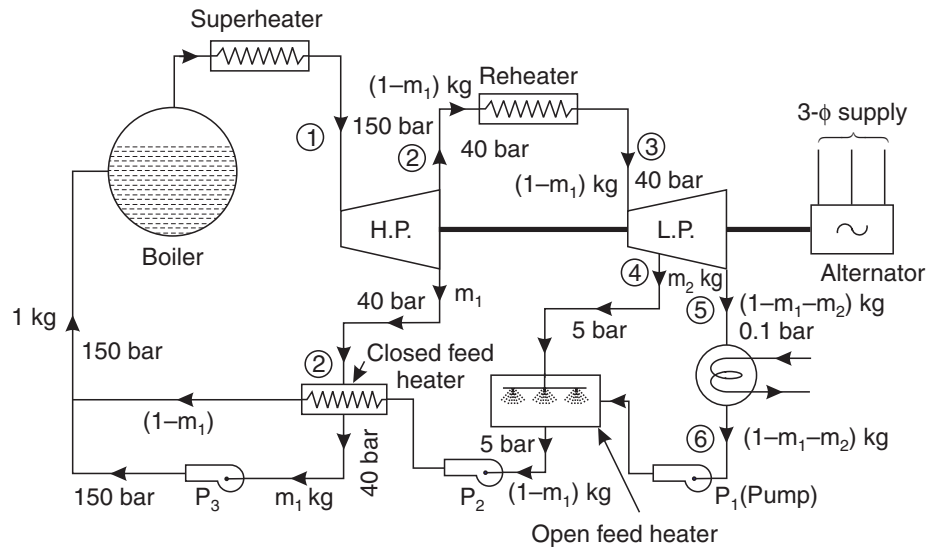 Superheater
(1–m₁) kg
Reheater
3-ϕ supply
①
150 bar
②
40 bar
③
(1–m₁) kg
40 bar
H.P.
L.P.
Boiler
Alternator
④
m₂ kg
⑤
(1–m₁–m₂) kg
40 bar
m₁
1 kg
5 bar
0.1 bar
150 bar
②
Closed feed
heater
(1–m₁)
40 bar
5 bar
⑥
(1–m₁–m₂) kg
150 bar
P₃
m₁ kg
P₂
(1–m₁) kg
P₁(Pump)
Open feed heater